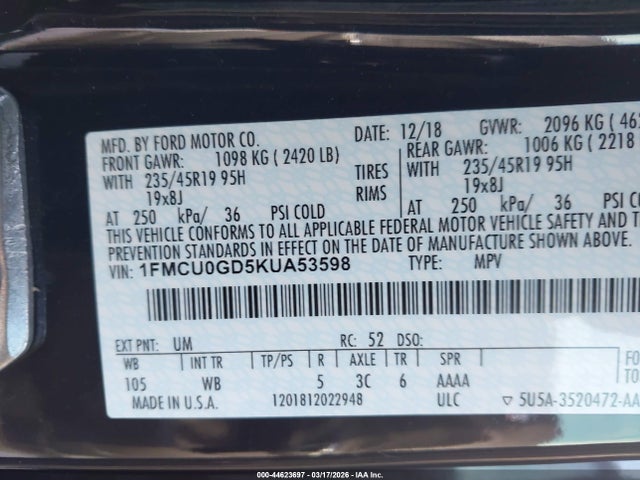 MFD. BY FORD MOTOR CO. DATE: 12/18 GVWR: 2096 KG (
FRONT GAWR: 1098 KG ( 2420 LB) REAR GAWR: 1006 KG ( 2218
WITH 235/45R19 95H TIRES WITH 235/45R19 95H
19x8J RIMS 19x8J
AT 250 kPa/ 36 PSI COLD AT 250 kPa/ 36 PSI CO
THIS VEHICLE CONFORMS TO ALL APPLICABLE FEDERAL MOTOR VEHICLE SAFETY AND
THEFT PREVENTION STANDARDS IN EFFECT ON THE DATE OF MANUFACTURE SHOWN ABOVE.
VIN: 1FMCU0GD5KUA53598 TYPE: MPV
EXT PNT: UM RC: 52 DSO:
WB INT TR TP/PS R AXLE TR SPR
105 WB 5 3C 6 AAAA
MADE IN U.S.A. 1201812022948 ULC ▽ 5U5A-3520472-AA
000-44623697 - 03/17/2026 - IAA Inc.